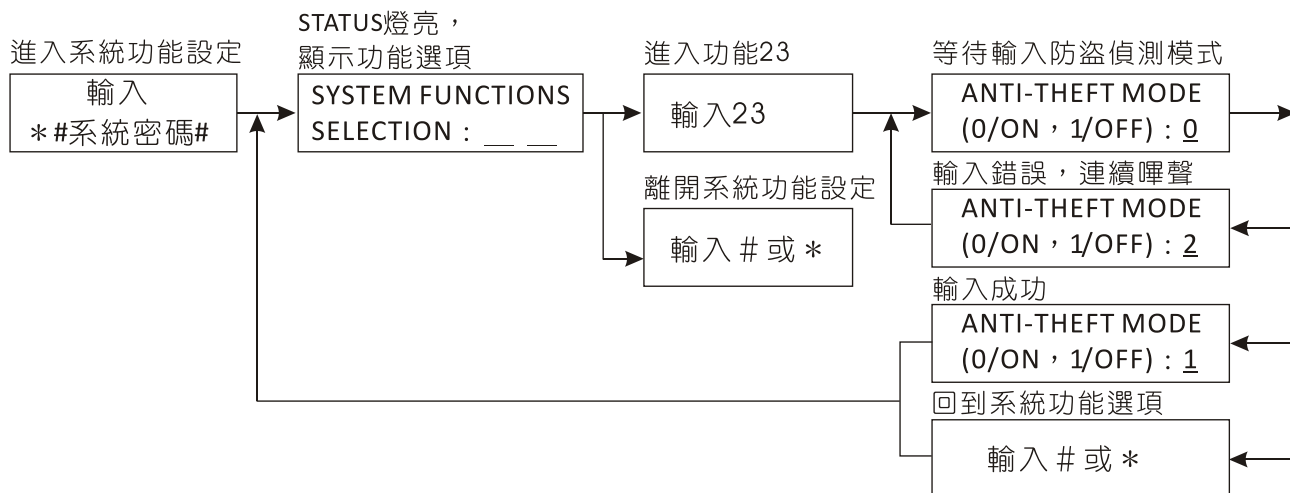 進入系統功能設定
輸入
*#系統密碼#
STATUS燈亮，
顯示功能選項
SYSTEM FUNCTIONS
SELECTION : __ __
進入功能23
輸入23
離開系統功能設定
輸入#或*
等待輸入防盜偵測模式
ANTI-THEFT MODE
(0/ON，1/OFF) : 0
輸入錯誤，連續嗶聲
ANTI-THEFT MODE
(0/ON，1/OFF) : 2
輸入成功
ANTI-THEFT MODE
(0/ON，1/OFF) : 1
回到系統功能選項
輸入#或*